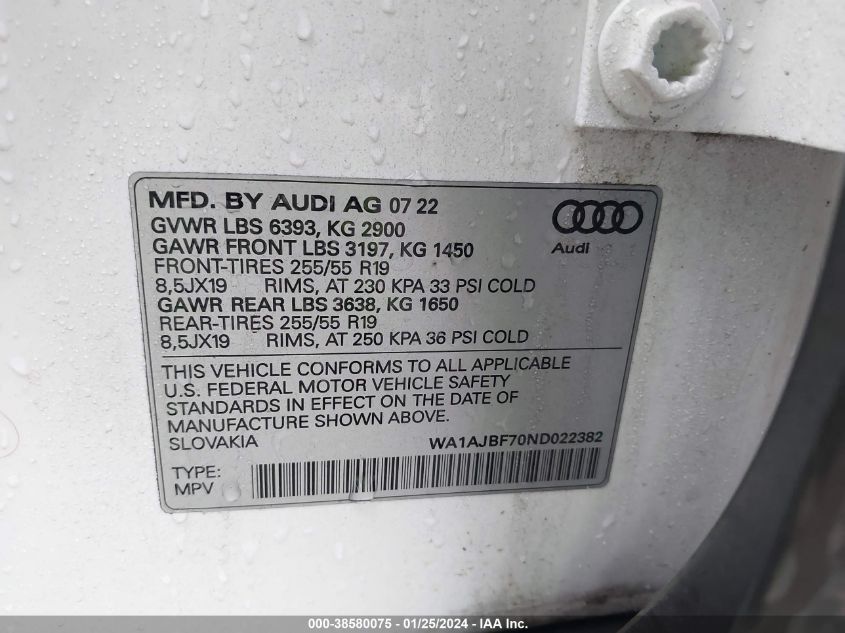 MFD. BY AUDI AG 07 22
GVWR LBS 6393, KG 2900
GAWR FRONT LBS 3197, KG 1450
FRONT-TIRES 255/55 R19
8,5JX19 RIMS, AT 230 KPA 33 PSI COLD
GAWR REAR LBS 3638, KG 1650
REAR-TIRES 255/55 R19
8,5JX19 RIMS, AT 250 KPA 36 PSI COLD
Audi
THIS VEHICLE CONFORMS TO ALL APPLICABLE
U.S. FEDERAL MOTOR VEHICLE SAFETY
STANDARDS IN EFFECT ON THE DATE OF
MANUFACTURE SHOWN ABOVE.
SLOVAKIA WA1AJBF70ND022382
TYPE:
MPV
000-38580075 - 01/25/2024 - IAA Inc.